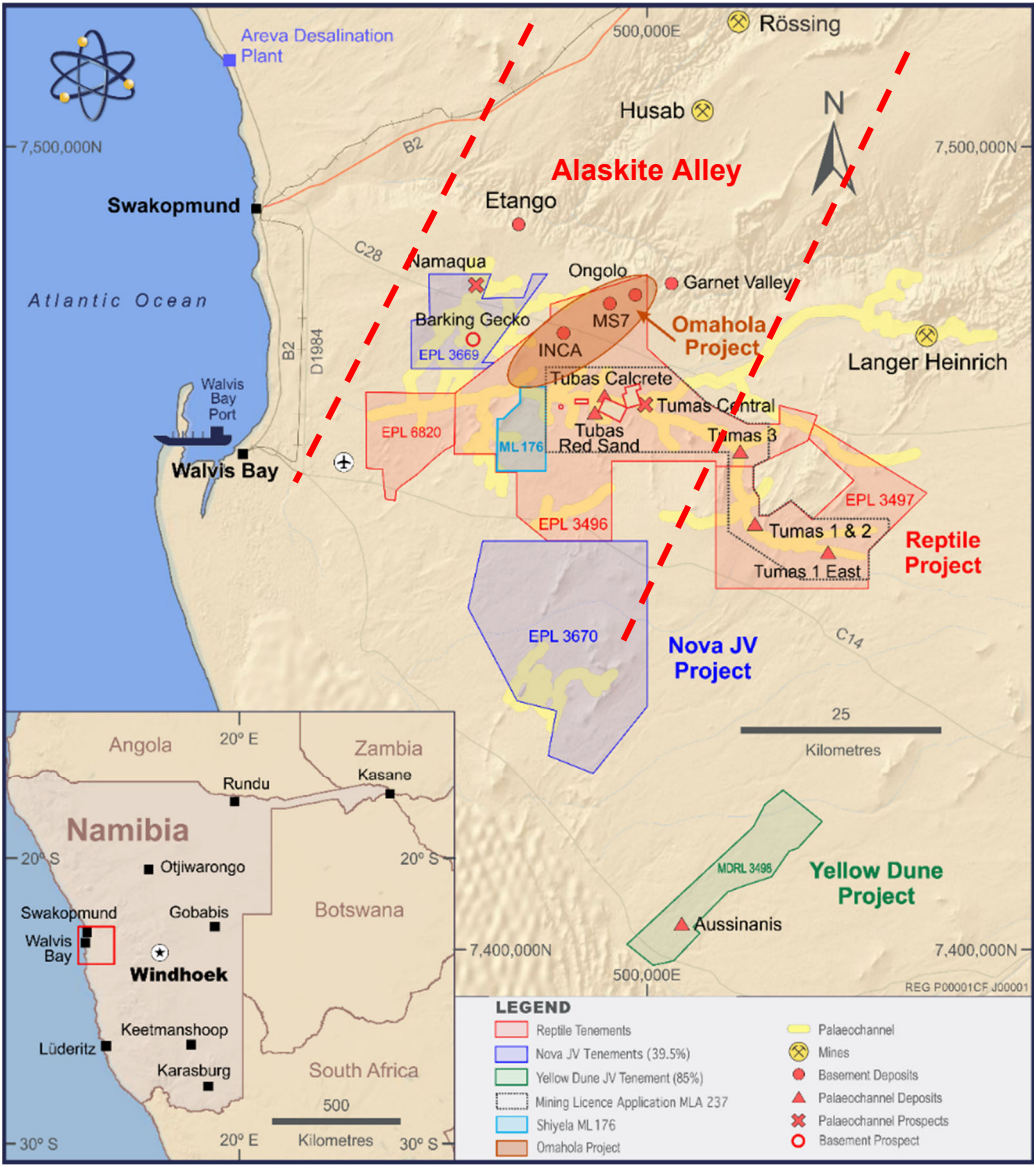 Areva Desalination
Plant
500,000E
Rössing
Husab
N
7,500,000N
7,500,000N
B2
Alaskite Alley
Swakopmund
Etango
C28
Namaqua
Ongolo
Garnet Valley
Atlantic Ocean
MS7
Barking Gecko
Omahola
Project
B2
D1984
EPL 3669
INCA
Langer Heinrich
Tubas Calcrete
Walvis
Bay
Port
Tumas Central
EPL 6820
Tubas
Red Sand
ML 176
Tumas 3
Walvis Bay
EPL 3497
EPL 3496
Tumas 1 & 2
Reptile
Project
Tumas 1 East
EPL 3670
Nova JV
Project
C14
25
Kilometres
MDRL 3498
Yellow Dune
Project
Aussinanis
7,400,000N
7,400,000N
500,000E
REG P00001CF J00001
Angola
20° E
Zambia
Kasane
Rundu
Namibia
20° S
20° S
Otjiwarongo
Swakopmund
Gobabis
Botswana
Walvis
Bay
Windhoek
Keetmanshoop
Lüderitz
Karasburg
South Africa
500
Kilometres
30° S
20° E
30° S
LEGEND
Reptile Tenements
Nova JV Tenements (39.5%)
Yellow Dune JV Tenement (85%)
Mining Licence Application MLA 237
Shiyela ML 176
Omahola Project
Palaeochannel
Mines
Basement Deposits
Palaeochannel Deposits
Palaeochannel Prospects
Basement Prospect